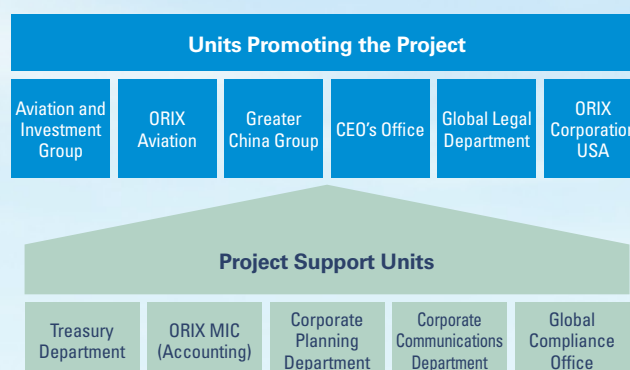 Units Promoting the Project
Aviation and
Investment
Group
ORIX
Aviation
Greater
China Group
CEO's Office
Global Legal
Department
ORIX
Corporation
USA
Project Support Units
Treasury
Department
ORIX MIC
(Accounting)
Corporate
Planning
Department
Corporate
Communications
Department
Global
Compliance
Office